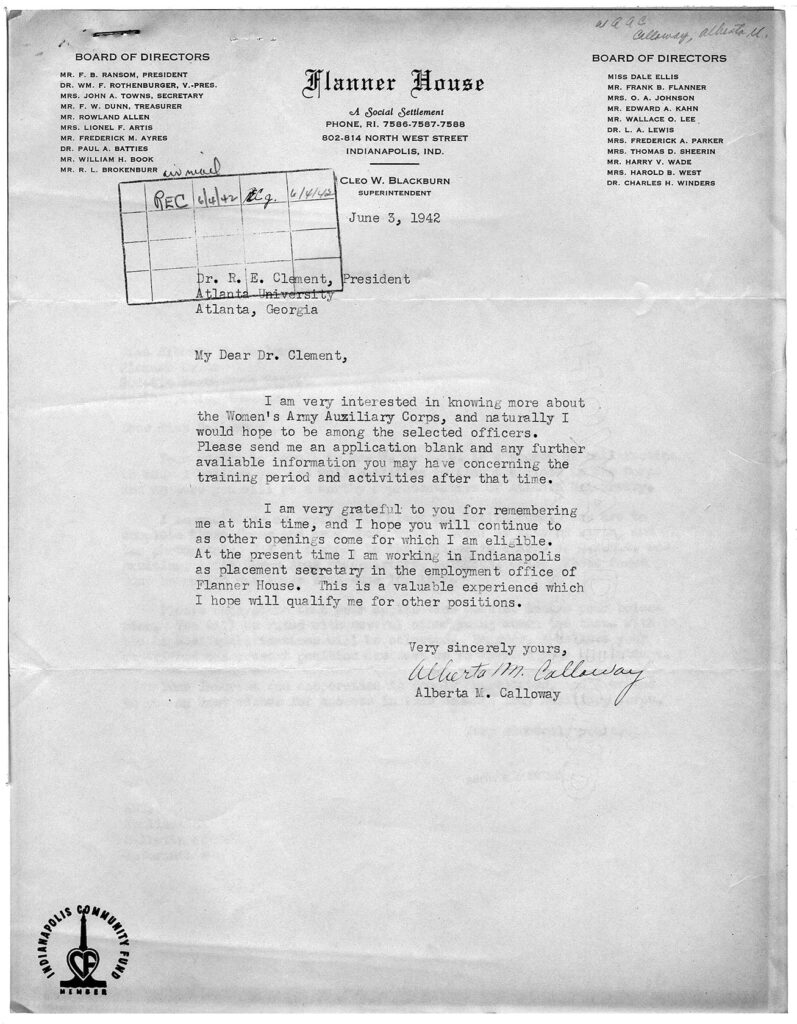 WAAC
Calloway, Alberta M.
BOARD OF DIRECTORS
MR. F. B. RANSOM, PRESIDENT
DR. WM. F. ROTHENBURGER, V.-PRES.
MRS. JOHN A. TOWNS, SECRETARY
MR. F. W. DUNN, TREASURER
MR. ROWLAND ALLEN
MRS. LIONEL F. ARTIS
MR. FREDERICK M. AYRES
DR. PAUL A. BATTIES
MR. WILLIAM H. BOOK
MR. R. L. BROKENBURR
Flanner House
A Social Settlement
PHONE, RI. 7586-7587-7588
802-814 NORTH WEST STREET
INDIANAPOLIS, IND.
CLEO W. BLACKBURN
SUPERINTENDENT
BOARD OF DIRECTORS
MISS DALE ELLIS
MR. FRANK B. FLANNER
MRS. O. A. JOHNSON
MR. EDWARD A. KAHN
MR. WALLACE O. LEE
DR. L. A. LEWIS
MRS. FREDERICK A. PARKER
MRS. THOMAS D. SHEERIN
MR. HARRY V. WADE
MRS. HAROLD B. WEST
DR. CHARLES H. WINDERS
air mail
REC 6/4/42 6/4/42
June 3, 1942
Dr. R. E. Clement, President
Atlanta University
Atlanta, Georgia
My Dear Dr. Clement,
I am very interested in knowing more about
the Women's Army Auxiliary Corps, and naturally I
would hope to be among the selected officers.
Please send me an application blank and any further
avaliable information you may have concerning the
training period and activities after that time.
I am very grateful to you for remembering
me at this time, and I hope you will continue to
as other openings come for which I am eligible.
At the present time I am working in Indianapolis
as placement secretary in the employment office of
Flanner House. This is a valuable experience which
I hope will qualify me for other positions.
Very sincerely yours,
Alberta M. Calloway
Alberta M. Calloway
INDIANAPOLIS COMMUNITY FUND
CF
MEMBER